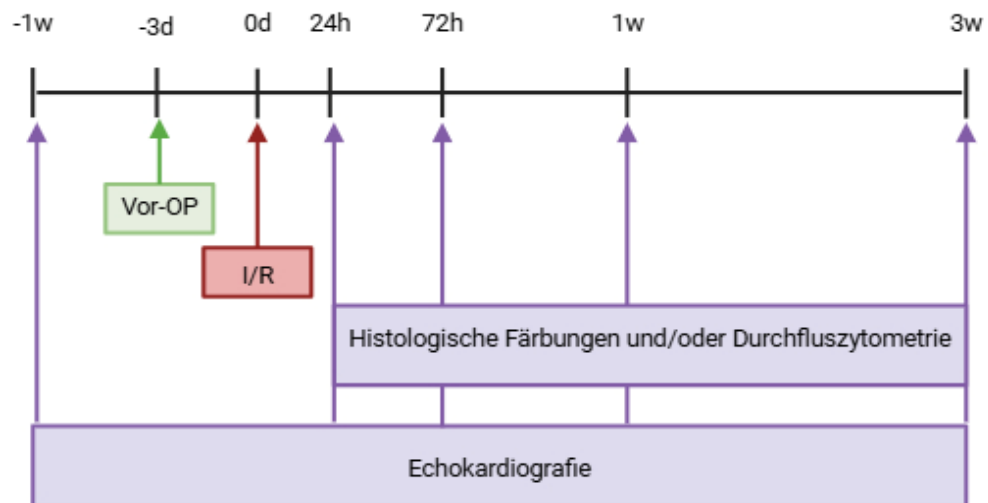 -1w -3d 0d 24h 72h 1w 3w
Vor-OP
I/R
Histologische Färbungen und/oder Durchfluszytometrie
Echokardiografie